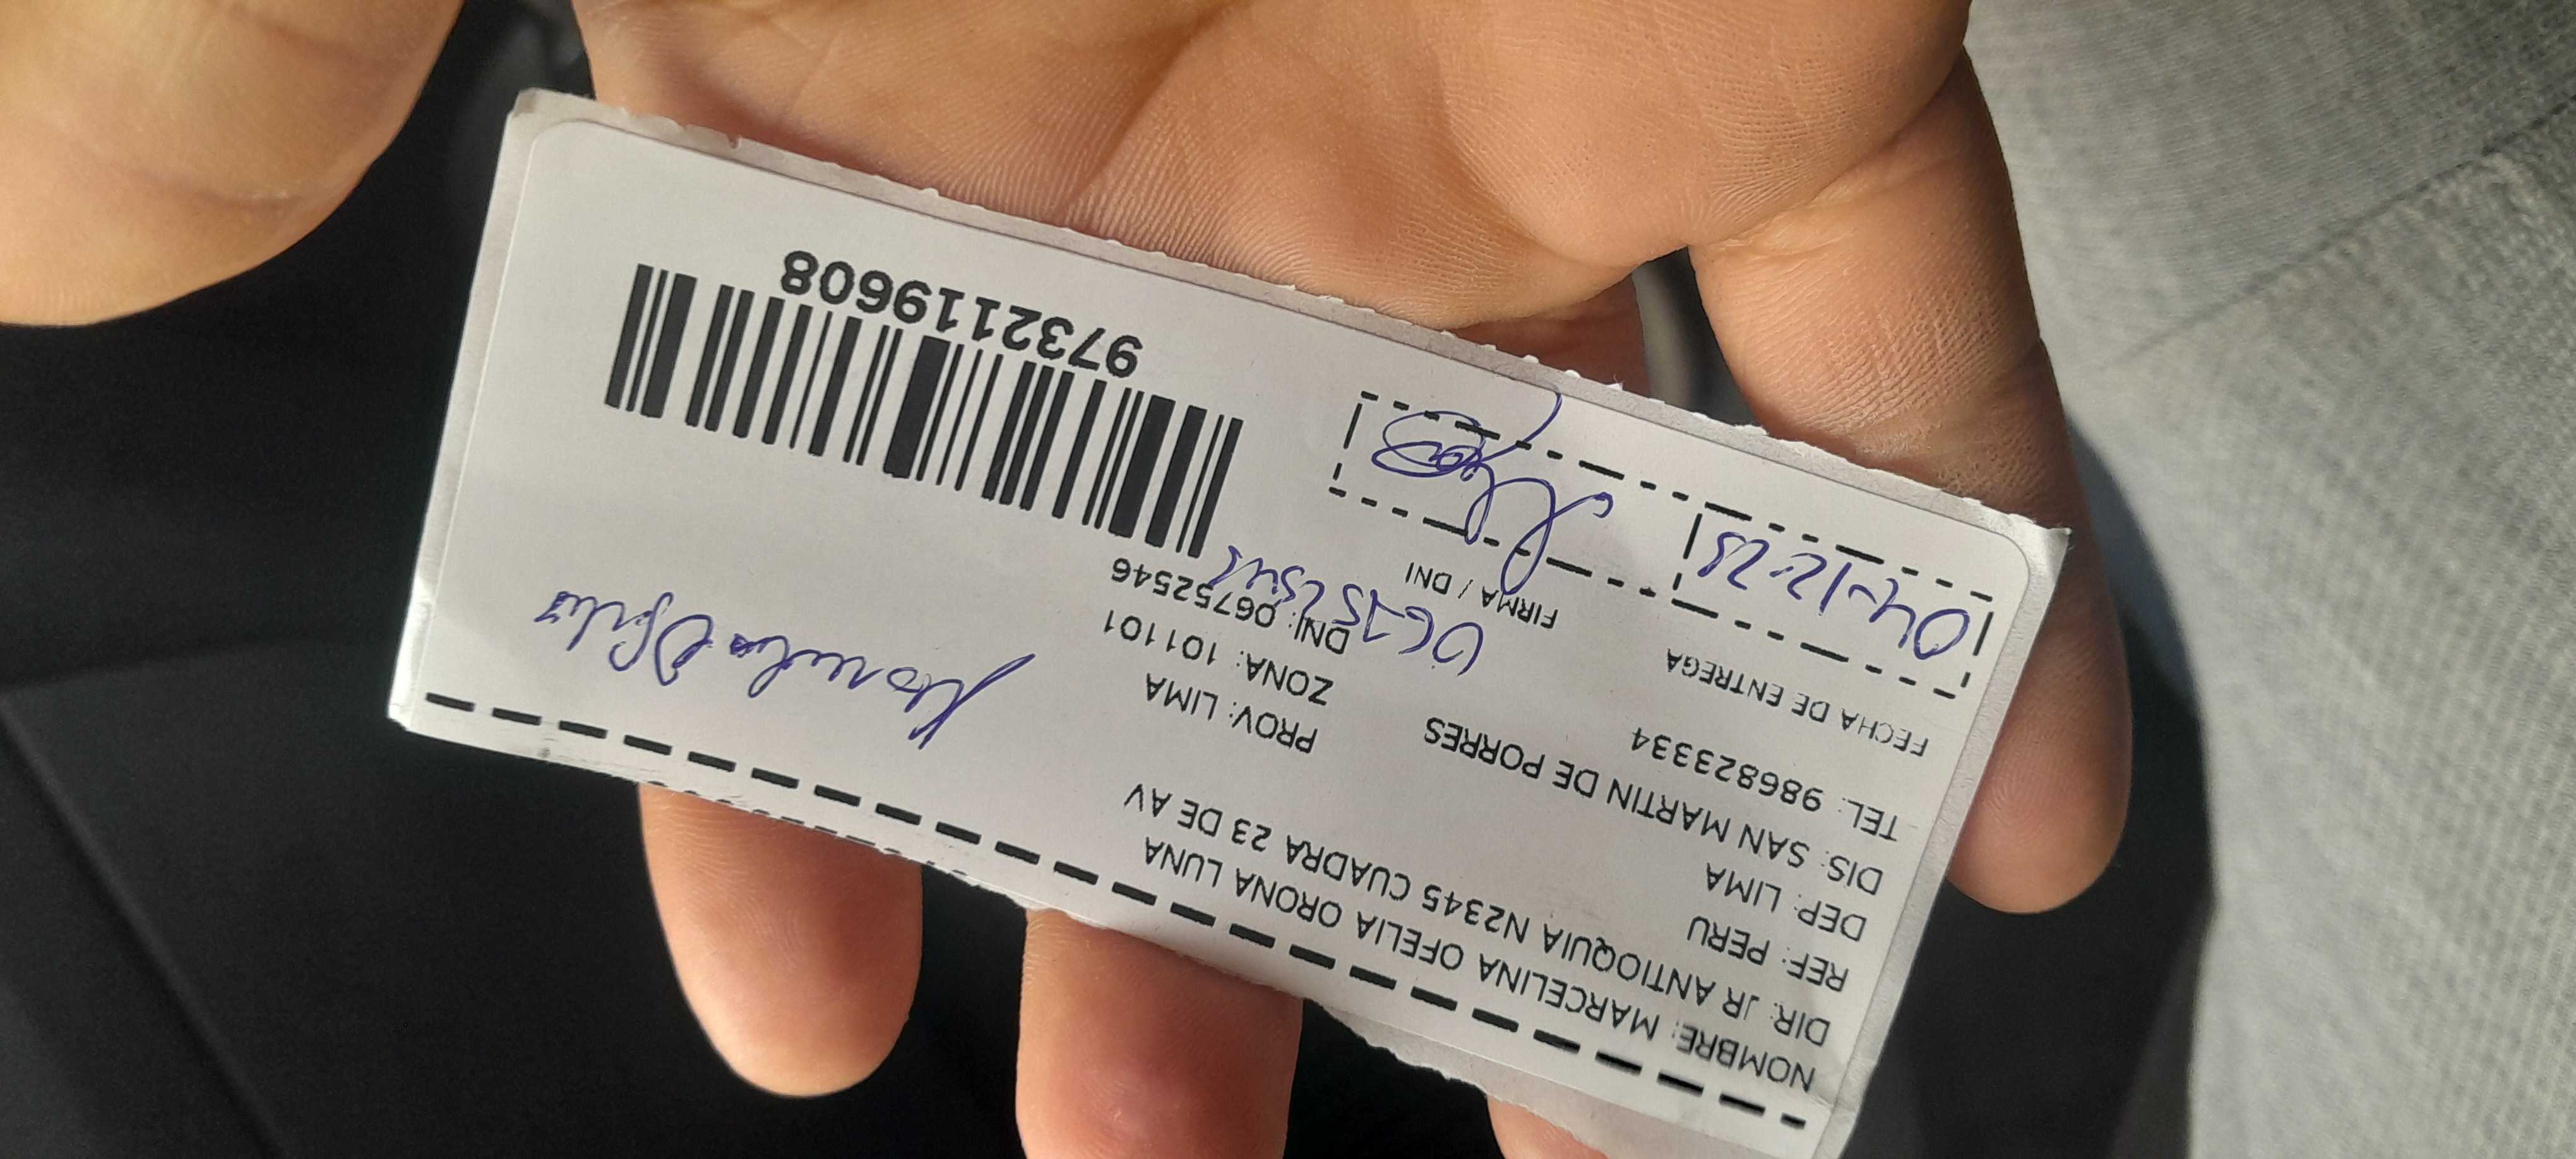 NOMBRE: MARCELINA OFELIA ORONA LUNA
DIR: JR ANTIOQUIA N2345 CUADRA 23 DE AV
REF: PERU
DEP: LIMA PROV: LIMA
DIS: SAN MARTIN DE PORRES ZONA: 101101
TEL: 986823334 DNI: 06752546
FECHA DE ENTREGA FIRMA / DNI
04-12-25
9732119608